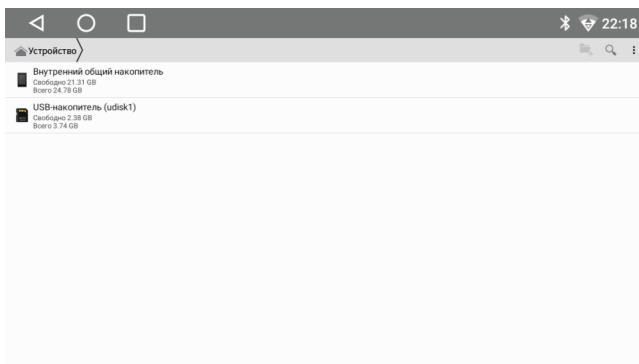 22:18
Устройство
Внутренний общий накопитель
Свободно 21.31 GB
Всего 24.78 GB
USB-накопитель (udisk1)
Свободно 2.38 GB
Всего 3.74 GB